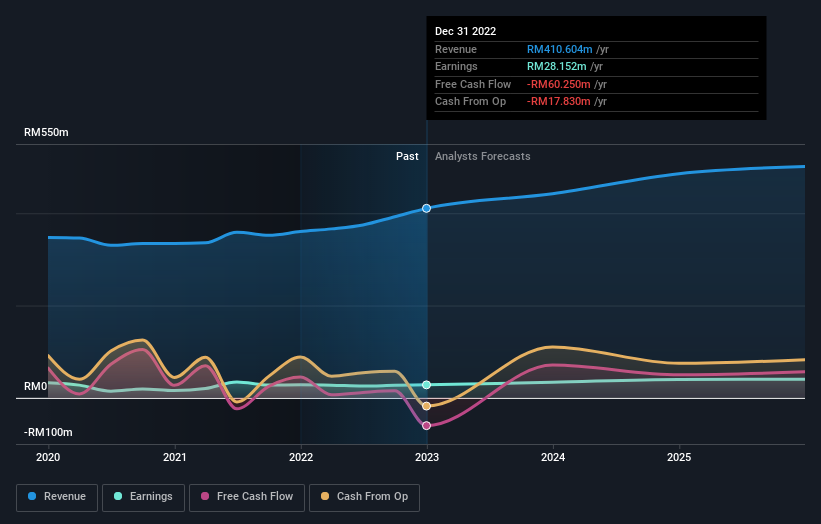 Dec 31 2022
Revenue RM410.604m /yr
Earnings RM28.152m /yr
Free Cash Flow -RM60.250m /yr
Cash From Op -RM17.830m /yr
RM550m
Past Analysts Forecasts
RM0
-RM100m
2020 2021 2022 2023 2024 2025
Revenue Earnings Free Cash Flow Cash From Op